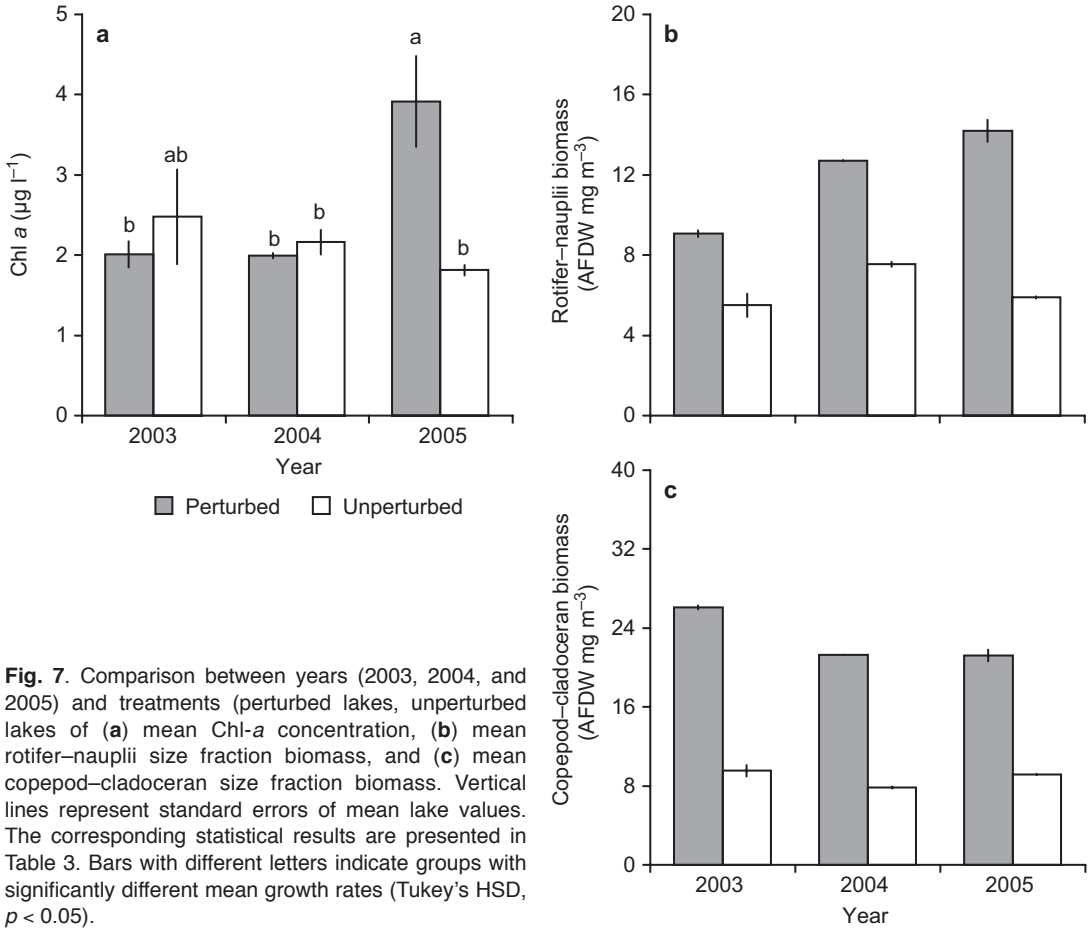 a
Chl a (µg l–1)
5
4
3
2
1
0
b
ab
b
b
a
b
2003
2004
2005
Year
Perturbed
Unperturbed
b
Rotifer–nauplii biomass
(AFDW mg m–3)
20
16
12
8
4
0
c
Copepod–cladoceran biomass
(AFDW mg m–3)
40
32
24
16
8
0
2003
2004
2005
Year
Fig. 7. Comparison between years (2003, 2004, and
2005) and treatments (perturbed lakes, unperturbed
lakes of (a) mean Chl-a concentration, (b) mean
rotifer–nauplii size fraction biomass, and (c) mean
copepod–cladoceran size fraction biomass. Vertical
lines represent standard errors of mean lake values.
The corresponding statistical results are presented in
Table 3. Bars with different letters indicate groups with
significantly different mean growth rates (Tukey's HSD,
p < 0.05).